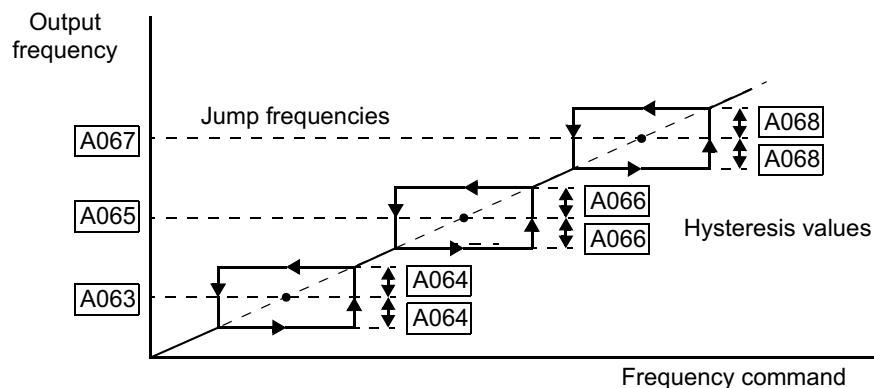 Output
frequency
Jump frequencies
A067
A068
A068
A065
A066
A066
Hysteresis values
A063
A064
A064
Frequency command